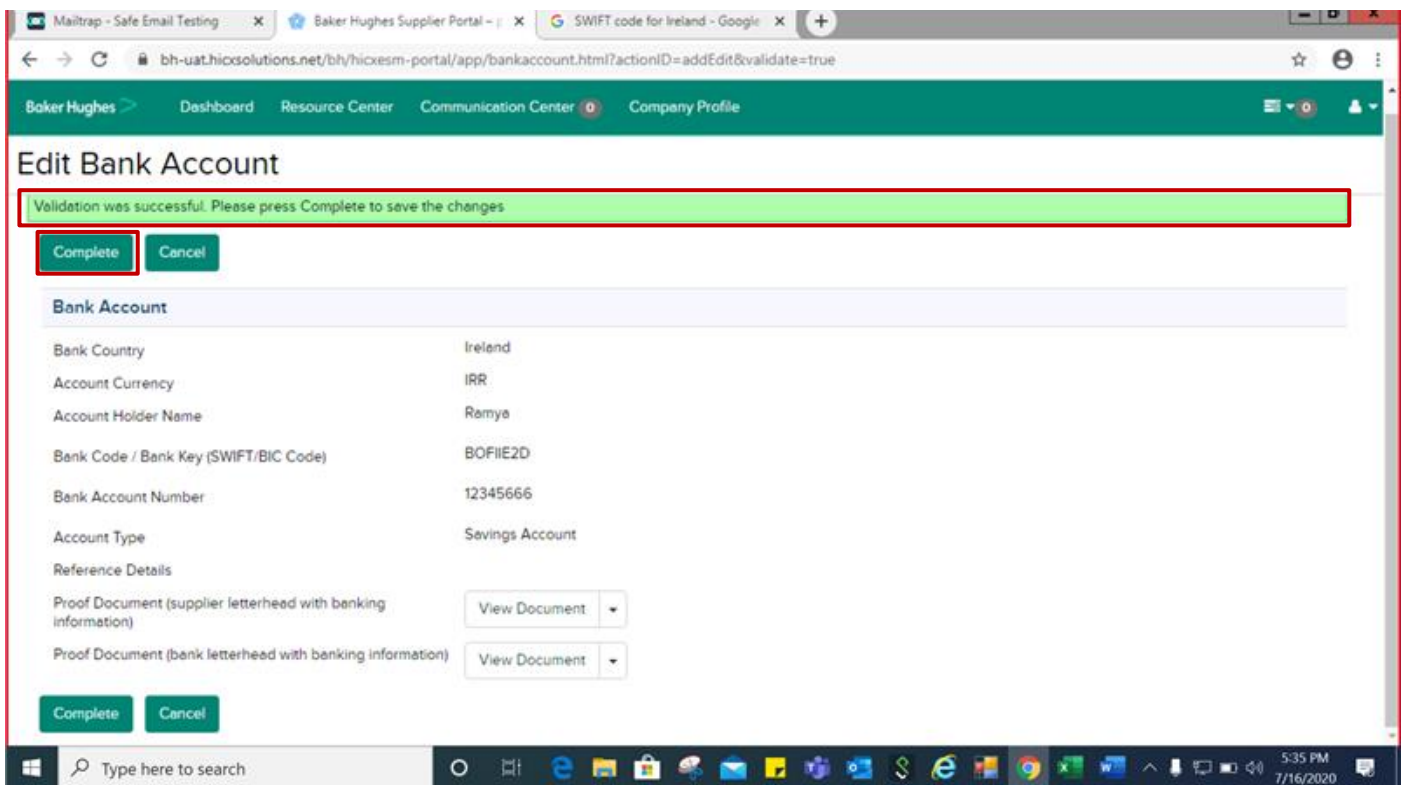 Mailtrap - Safe Email Testing
Baker Hughes Supplier Portal –
SWIFT code for Ireland - Google
bh-uat.hicxsolutions.net/bh/hicxesm-portal/app/bankaccount.html?actionID=addEdit&validate=true
Baker Hughes Dashboard Resource Center Communication Center 0 Company Profile 0
Edit Bank Account
Validation was successful. Please press Complete to save the changes
Complete Cancel
Bank Account
Bank Country Ireland
Account Currency IRR
Account Holder Name Ramya
Bank Code / Bank Key (SWIFT/BIC Code) BOFIIE2D
Bank Account Number 12345666
Account Type Savings Account
Reference Details
Proof Document (supplier letterhead with banking
information)
View Document
Proof Document (bank letterhead with banking information) View Document
Complete Cancel
Type here to search
5:35 PM
7/16/2020